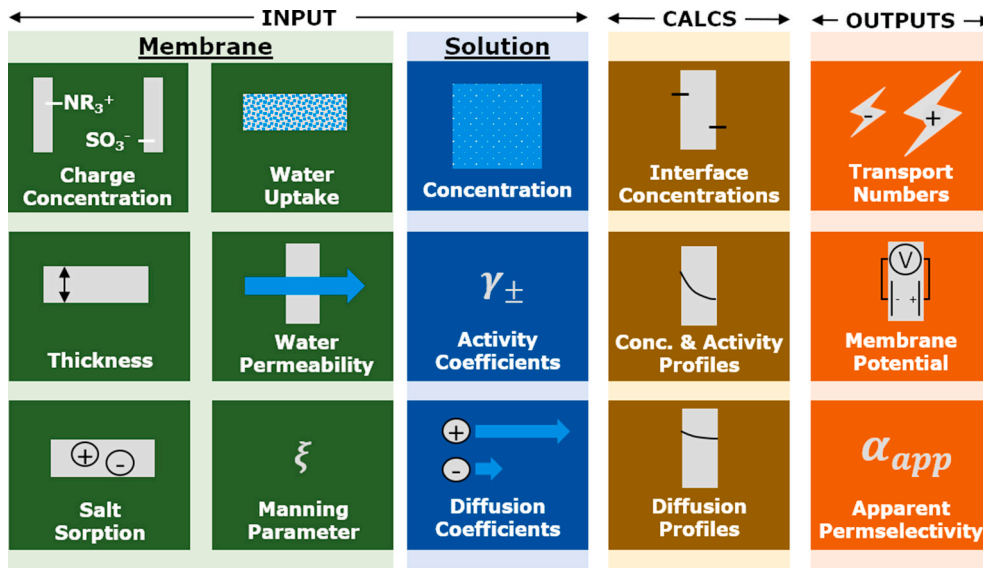 INPUT
CALCS
OUTPUTS
Membrane
Solution
NR₃⁺
SO₃⁻
Charge
Concentration
Water
Uptake
Concentration
Interface
Concentrations
-
+
Transport
Numbers
Thickness
Water
Permeability
γ±
Activity
Coefficients
Conc. & Activity
Profiles
V
- +
Membrane
Potential
+
-
Salt
Sorption
ξ
Manning
Parameter
+
-
Diffusion
Coefficients
Diffusion
Profiles
αapp
Apparent
Permselectivity